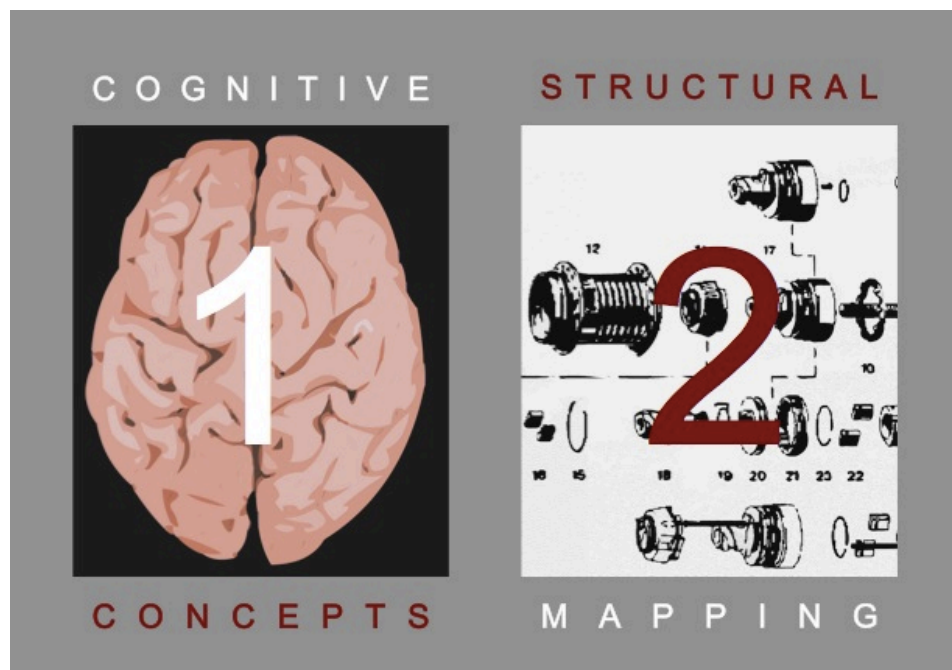 COGNITIVE
STRUCTURAL
1
2
12
17
10
16 15 18 19 20 21 23 22
CONCEPTS
MAPPING